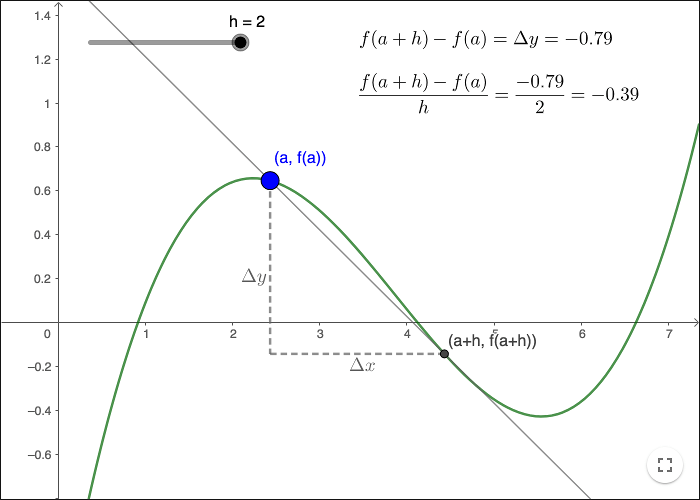 h = 2
f(a + h) − f(a) = Δy = −0.79
f(a + h) − f(a) / h = −0.79 / 2 = −0.39
(a, f(a))
Δy
Δx
(a+h, f(a+h))
1.4
1.2
1
0.8
0.6
0.4
0.2
0
−0.2
−0.4
−0.6
1 2 3 4 5 6 7